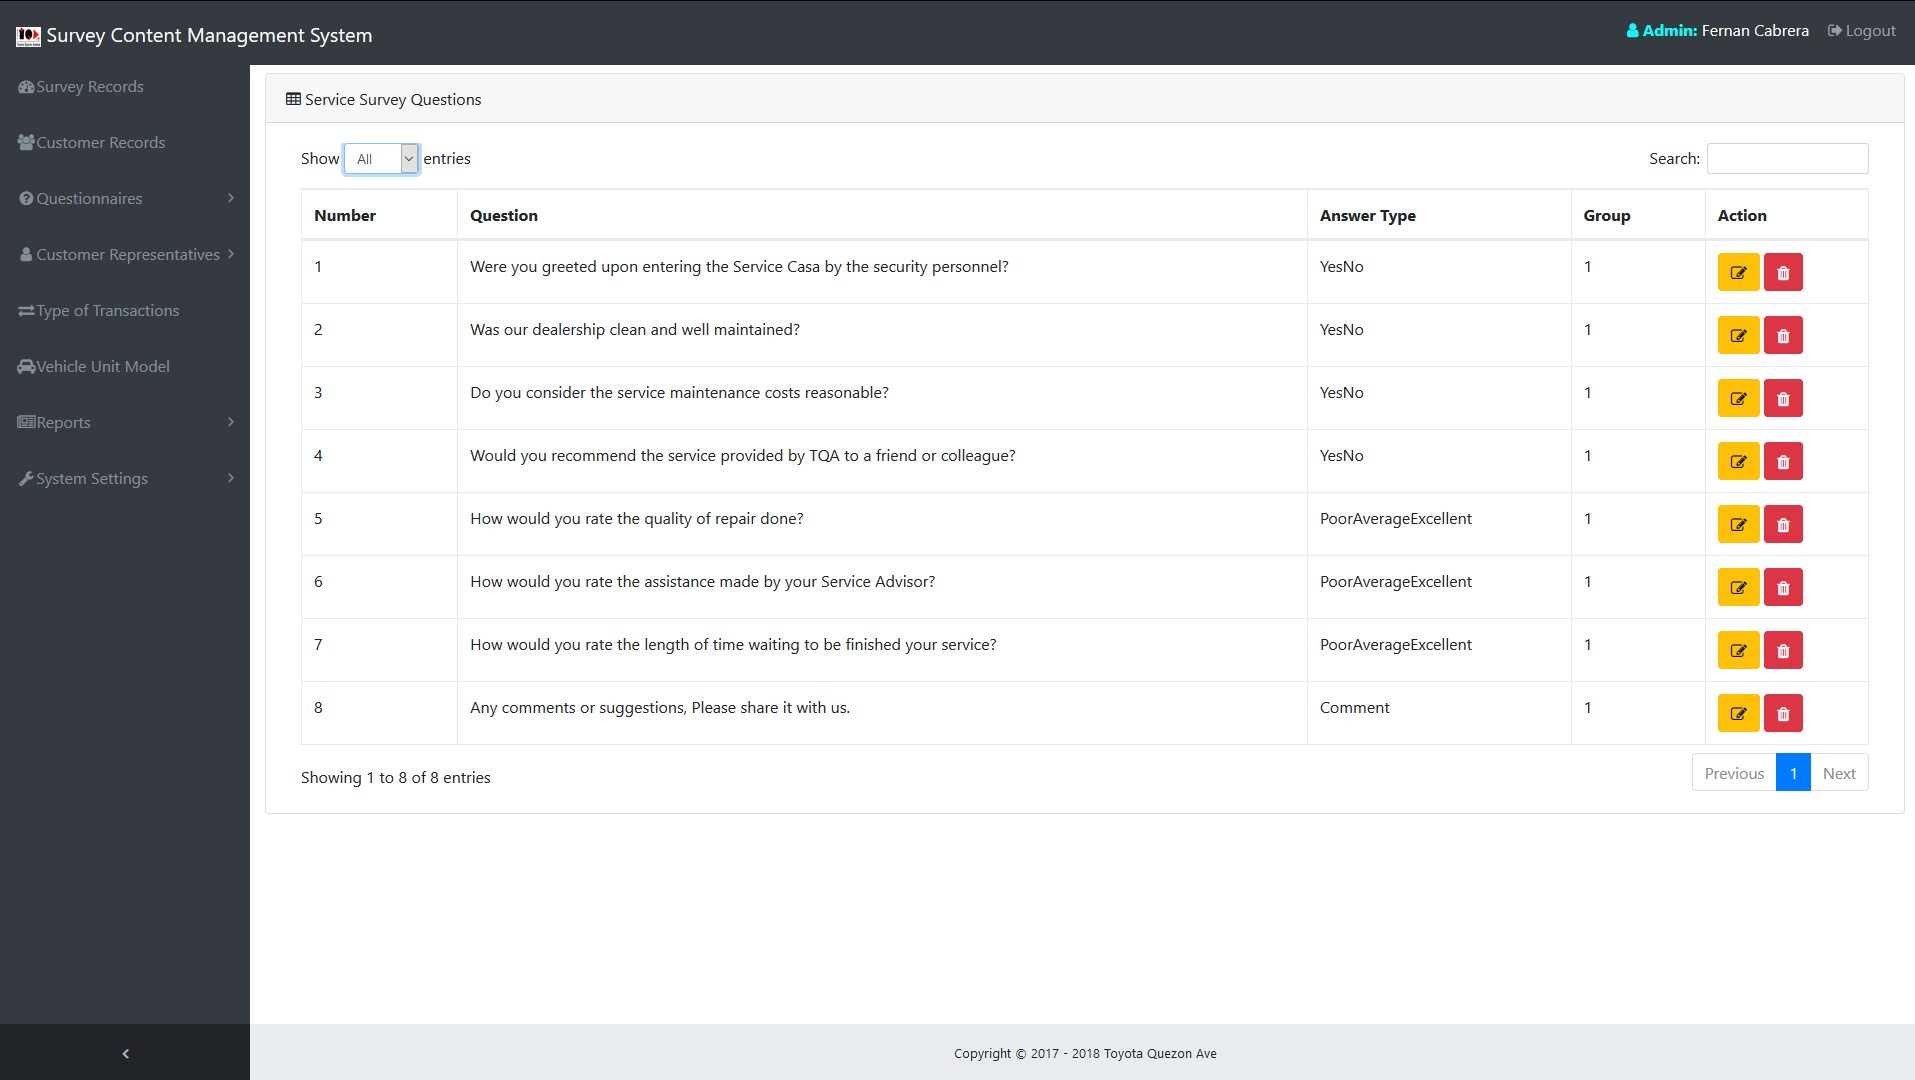 Survey Content Management System
Admin: Fernan Cabrera Logout
Survey Records
Customer Records
Questionnaires
Customer Representatives
Type of Transactions
Vehicle Unit Model
Reports
System Settings
Service Survey Questions
Show All entries Search:
Number Question Answer Type Group Action
1 Were you greeted upon entering the Service Casa by the security personnel? YesNo 1
2 Was our dealership clean and well maintained? YesNo 1
3 Do you consider the service maintenance costs reasonable? YesNo 1
4 Would you recommend the service provided by TQA to a friend or colleague? YesNo 1
5 How would you rate the quality of repair done? PoorAverageExcellent 1
6 How would you rate the assistance made by your Service Advisor? PoorAverageExcellent 1
7 How would you rate the length of time waiting to be finished your service? PoorAverageExcellent 1
8 Any comments or suggestions, Please share it with us. Comment 1
Showing 1 to 8 of 8 entries Previous 1 Next
Copyright © 2017 - 2018 Toyota Quezon Ave